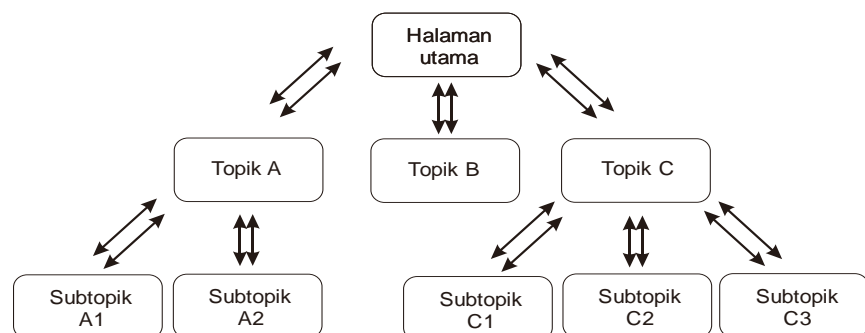 Halaman
utama
Topik A
Topik B
Topik C
Subtopik
A1
Subtopik
A2
Subtopik
C1
Subtopik
C2
Subtopik
C3